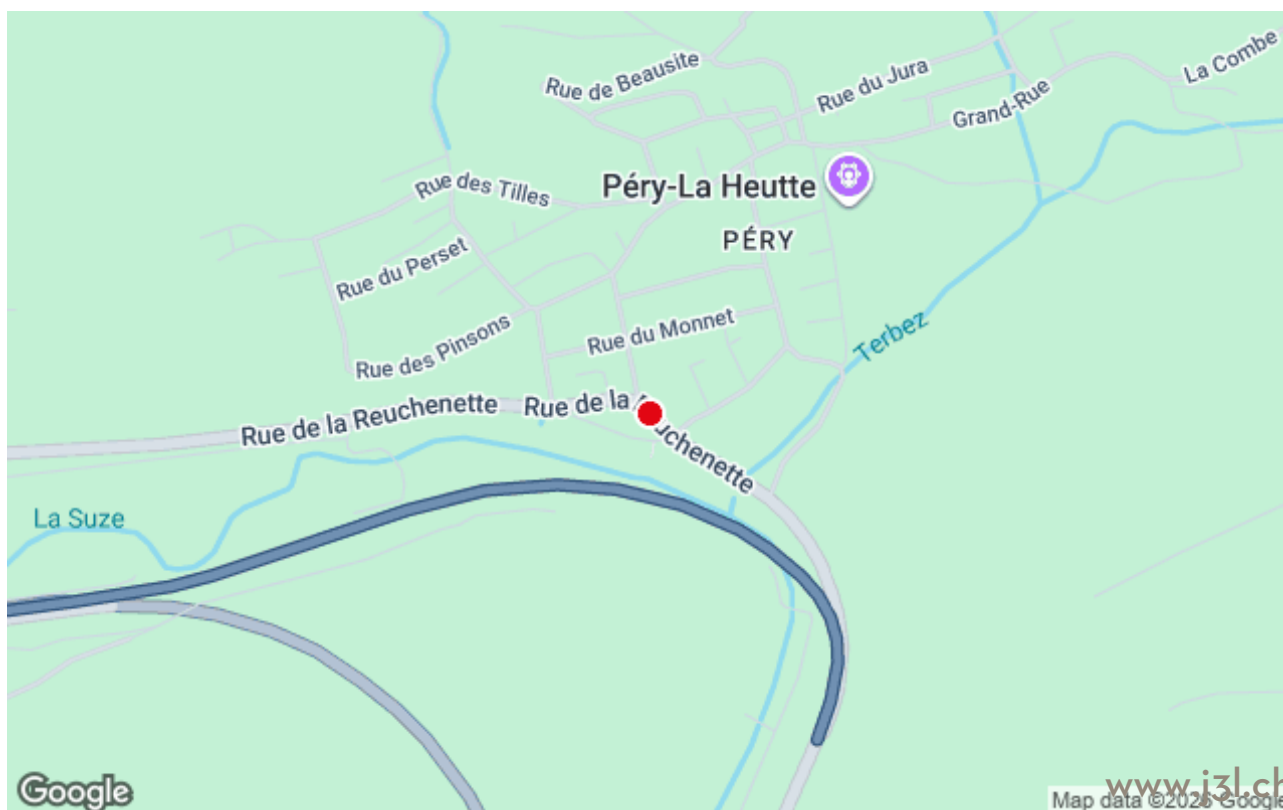 Rue de Beausite
Rue du Jura
La Combe
Grand-Rue
Rue des Tilles
Péry-La Heutte
PÉRY
Rue du Perset
Terbez
Rue du Monnet
Rue des Pinsons
Rue de la Reuchenette
Rue de la
uchenette
La Suze
Google
www.j3l.ch
Map data ©202 Google